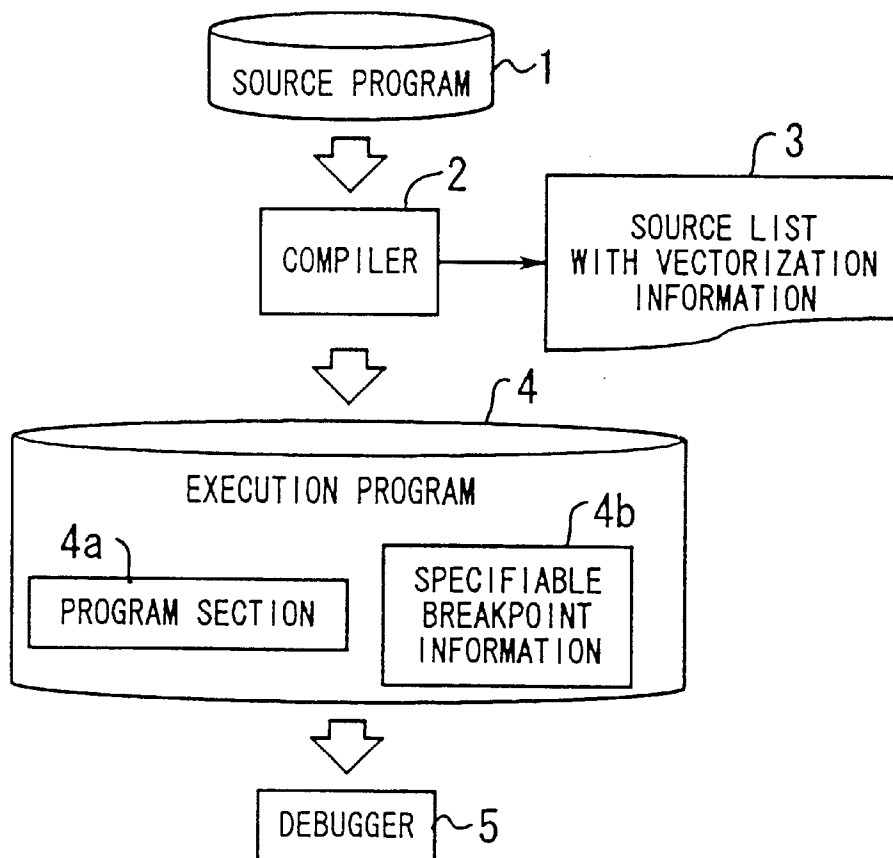 SOURCE PROGRAM
1
2
3
COMPILER
SOURCE LIST
WITH VECTORIZATION
INFORMATION
4
EXECUTION PROGRAM
4a
4b
PROGRAM SECTION
SPECIFIABLE
BREAKPOINT
INFORMATION
DEBUGGER
5